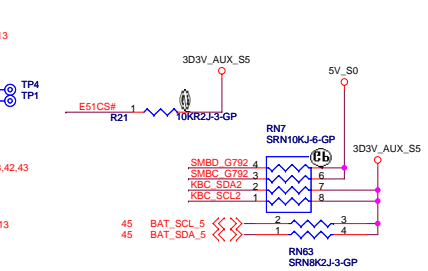 13
3D3V_AUX_S5
5V_S0
TP4
TP1
E51CS#
1
R21
10KR2J-3-GP
RN7
SRN10KJ-6-GP
3D3V_AUX_S5
3,42,43
SMBD_G792 4
SMBC_G792 3 6
KBC_SDA2 2 7
KBC_SCL2 1 8
13
45 BAT_SCL_5 2 3
45 BAT_SDA_5 1 4
RN63
SRN8K2J-3-GP